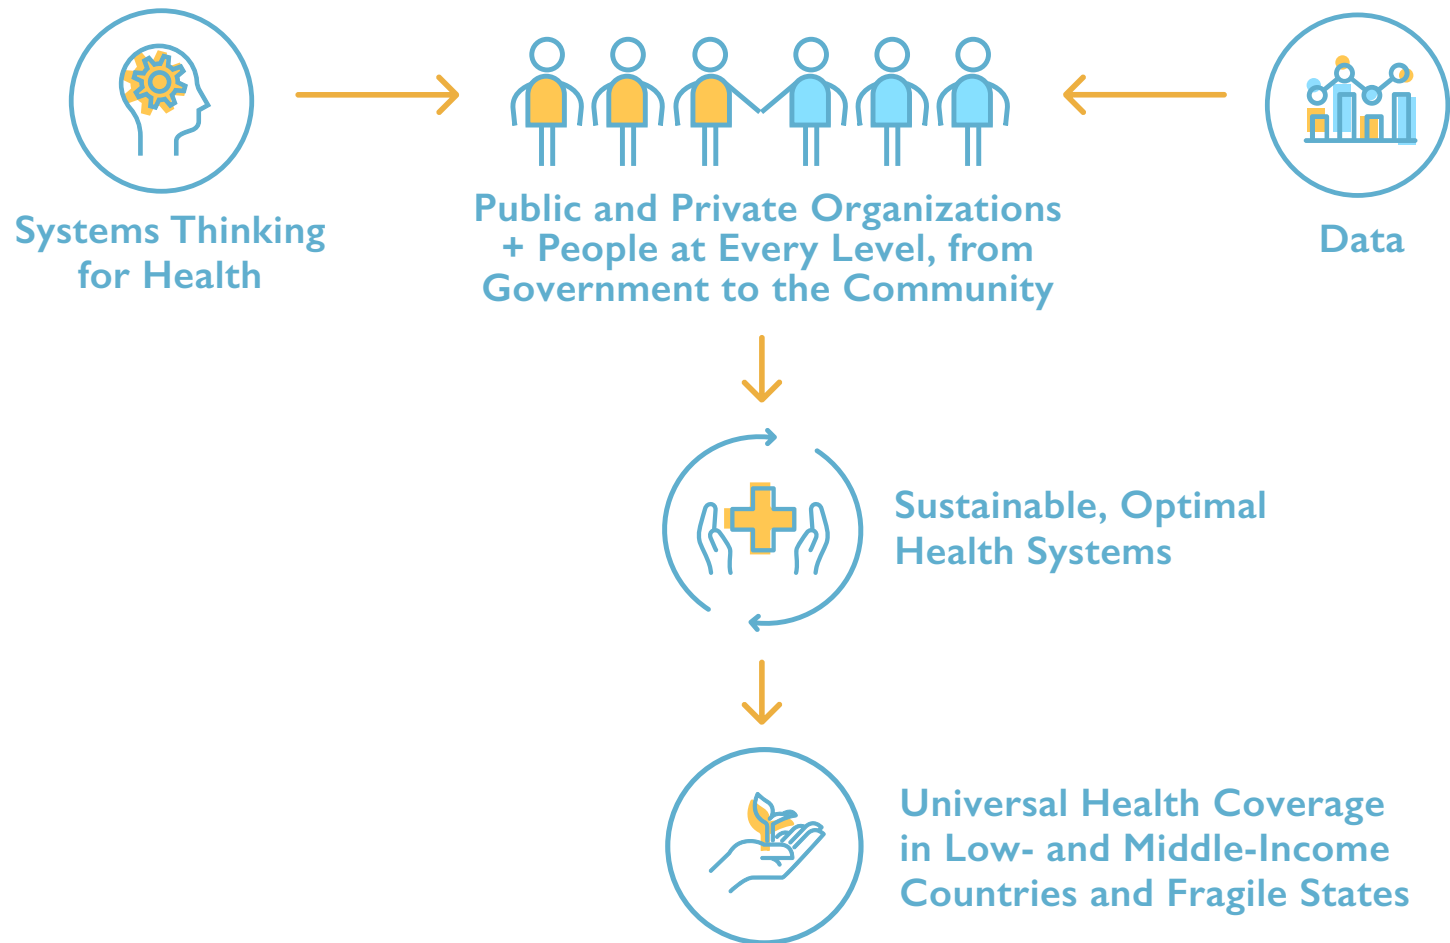 Systems Thinking
for Health
Public and Private Organizations
+ People at Every Level, from
Government to the Community
Data
Sustainable, Optimal
Health Systems
Universal Health Coverage
in Low- and Middle-Income
Countries and Fragile States